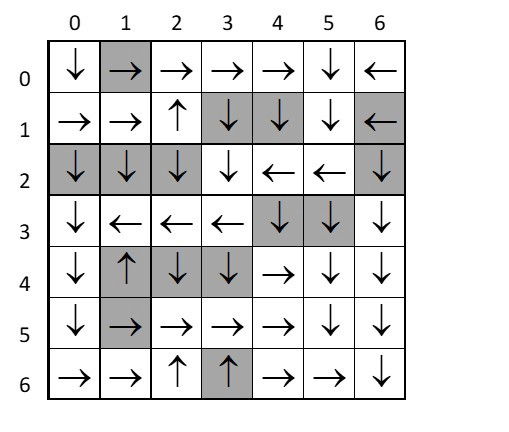 0 1 2 3 4 5 6
0 ↓ → → → → ↓ ←
1 → → ↑ ↓ ↓ ↓ ←
2 ↓ ↓ ↓ ↓ ← ← ↓
3 ↓ ← ← ← ↓ ↓ ↓
4 ↓ ↑ ↓ ↓ → ↓ ↓
5 ↓ → → → → ↓ ↓
6 → → ↑ ↑ → → ↓